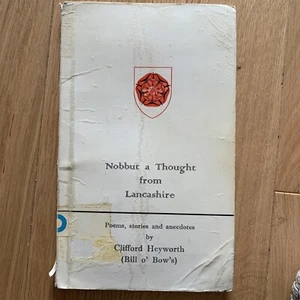 Nobbut a Thought
from
Lancashire
Poems, stories and anecdotes
by
Clifford Heyworth
(Bill o' Bow's)